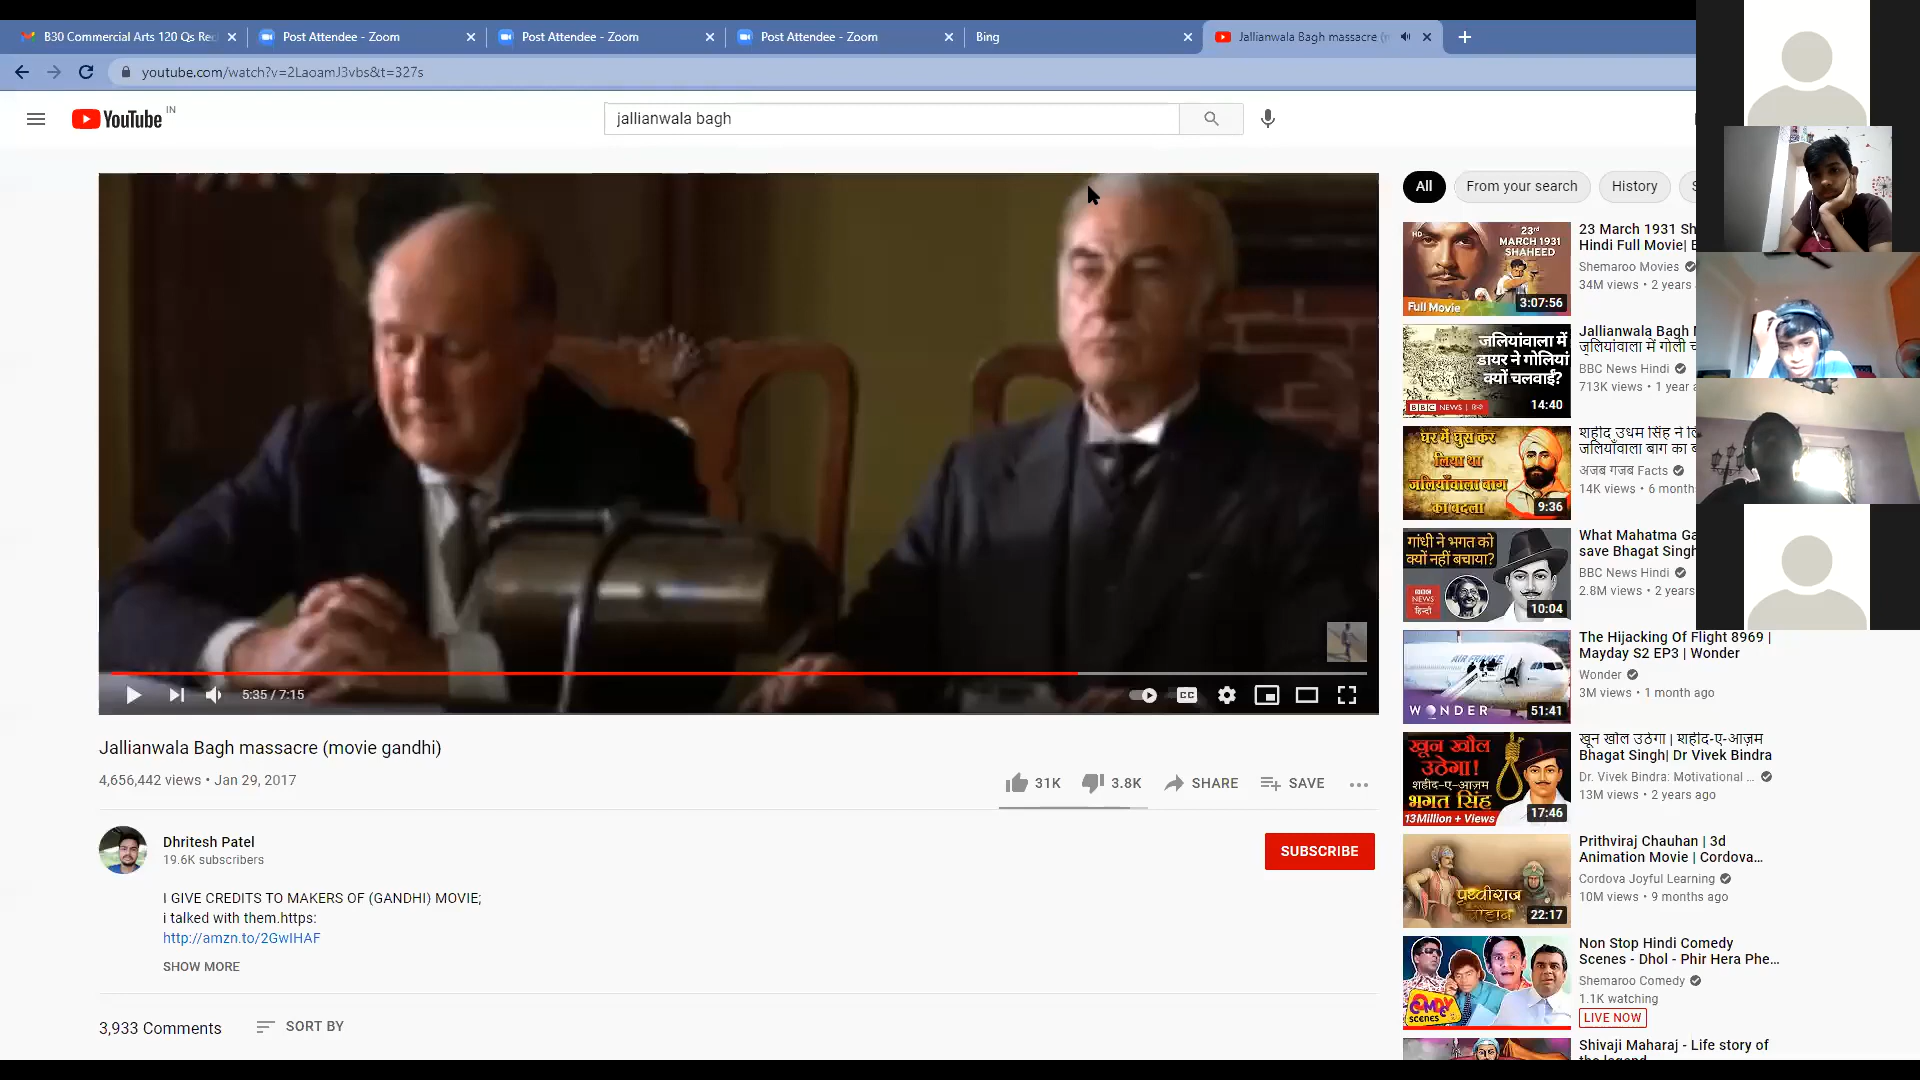 B30 Commercial Arts 120 Qs Rec
Post Attendee - Zoom
Post Attendee - Zoom
Post Attendee - Zoom
Bing
Jallianwala Bagh massacre (m
youtube.com/watch?v=2LaoamJ3vbs&t=327s
YouTube IN
jallianwala bagh
5:35 / 7:15
CC
Jallianwala Bagh massacre (movie gandhi)
4,656,442 views • Jan 29, 2017
31K
3.8K
SHARE
SAVE
Dhritesh Patel
19.6K subscribers
SUBSCRIBE
I GIVE CREDITS TO MAKERS OF (GANDHI) MOVIE;
i talked with them.https:
http://amzn.to/2GwIHAF
SHOW MORE
3,933 Comments
SORT BY
All
From your search
History
HD
23rd
MARCH 1931
SHAHEED
Full Movie
3:07:56
23 March 1931 Sh
Hindi Full Movie|
Shemaroo Movies
34M views • 2 years
जलियांवाला में
डायर ने गोलियां
क्यों चलवाईं?
BBC NEWS हिन्दी
14:40
Jallianwala Bagh
जलियांवाला में गोली
BBC News Hindi
713K views • 1 year a
घर में घुस कर
लिया था
जलियाँवाला बाग
का बदला
9:36
शहीद उधम सिंह ने
जलियाँवाला बाग का
अजब गजब Facts
14K views • 6 month
गांधी ने भगत को
क्यों नहीं बचाया?
BBC
NEWS
हिन्दी
10:04
What Mahatma Ga
save Bhagat Singh
BBC News Hindi
2.8M views • 2 years
AIR FRANCE
WONDER
51:41
The Hijacking Of Flight 8969 |
Mayday S2 EP3 | Wonder
Wonder
3M views • 1 month ago
खून खौल
उठेगा!
शहीद-ए-आज़म
भगत सिंह
13Million + Views
17:46
खून खौल उठेगा | शहीद-ए-आज़म
Bhagat Singh| Dr Vivek Bindra
Dr. Vivek Bindra: Motivational ...
13M views • 2 years ago
पृथ्वीराज
चौहान
22:17
Prithviraj Chauhan | 3d
Animation Movie | Cordova...
Cordova Joyful Learning
10M views • 9 months ago
COMEDY
SCENES
Non Stop Hindi Comedy
Scenes - Dhol - Phir Hera Phe...
Shemaroo Comedy
1.1K watching
LIVE NOW
Shivaji Maharaj - Life story of